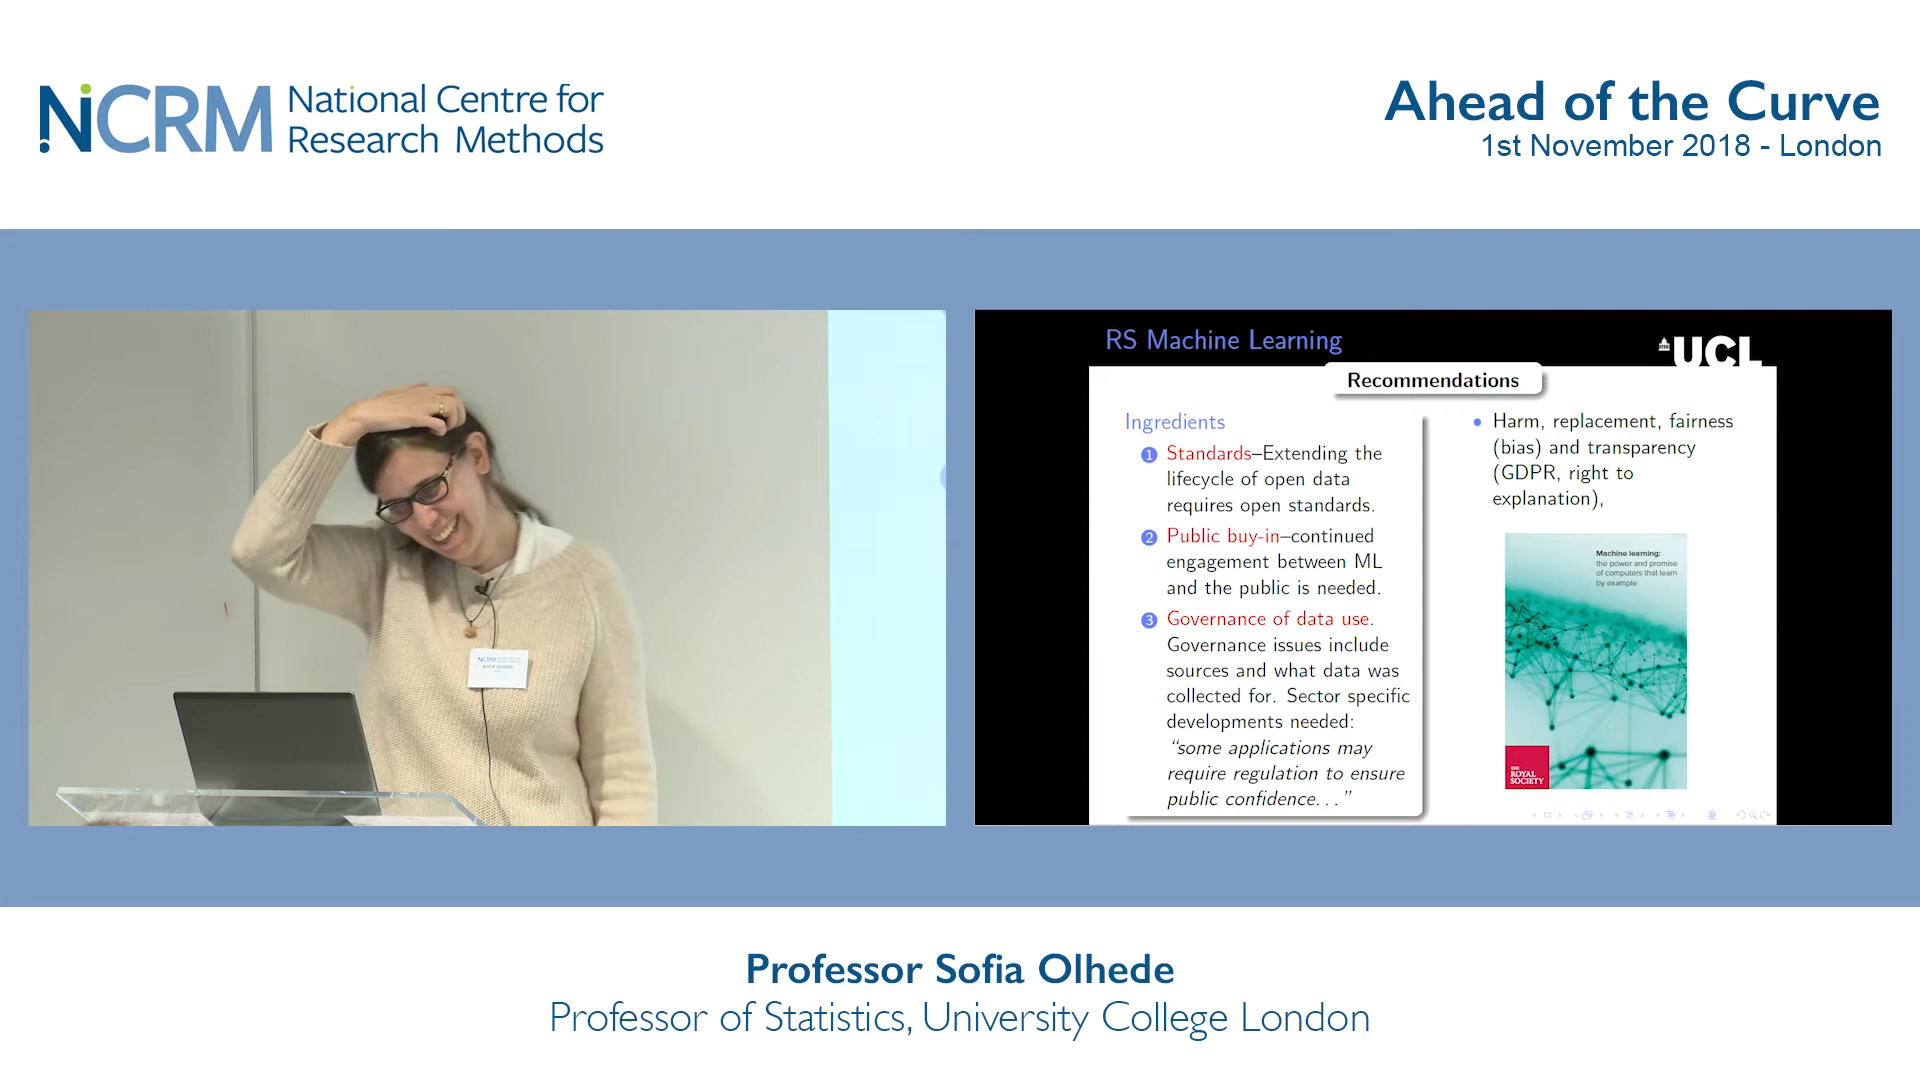 NCRM National Centre for
Research Methods
Ahead of the Curve
1st November 2018 - London
RS Machine Learning
UCL
Recommendations
Ingredients
1 Standards–Extending the
lifecycle of open data
requires open standards.
2 Public buy-in–continued
engagement between ML
and the public is needed.
3 Governance of data use.
Governance issues include
sources and what data was
collected for. Sector specific
developments needed:
“some applications may
require regulation to ensure
public confidence...”
• Harm, replacement, fairness
(bias) and transparency
(GDPR, right to
explanation),
Machine learning:
the power and promise
of computers that learn
by example
THE
ROYAL
SOCIETY
NCRM
SOFIA OLHEDE
Professor Sofia Olhede
Professor of Statistics, University College London